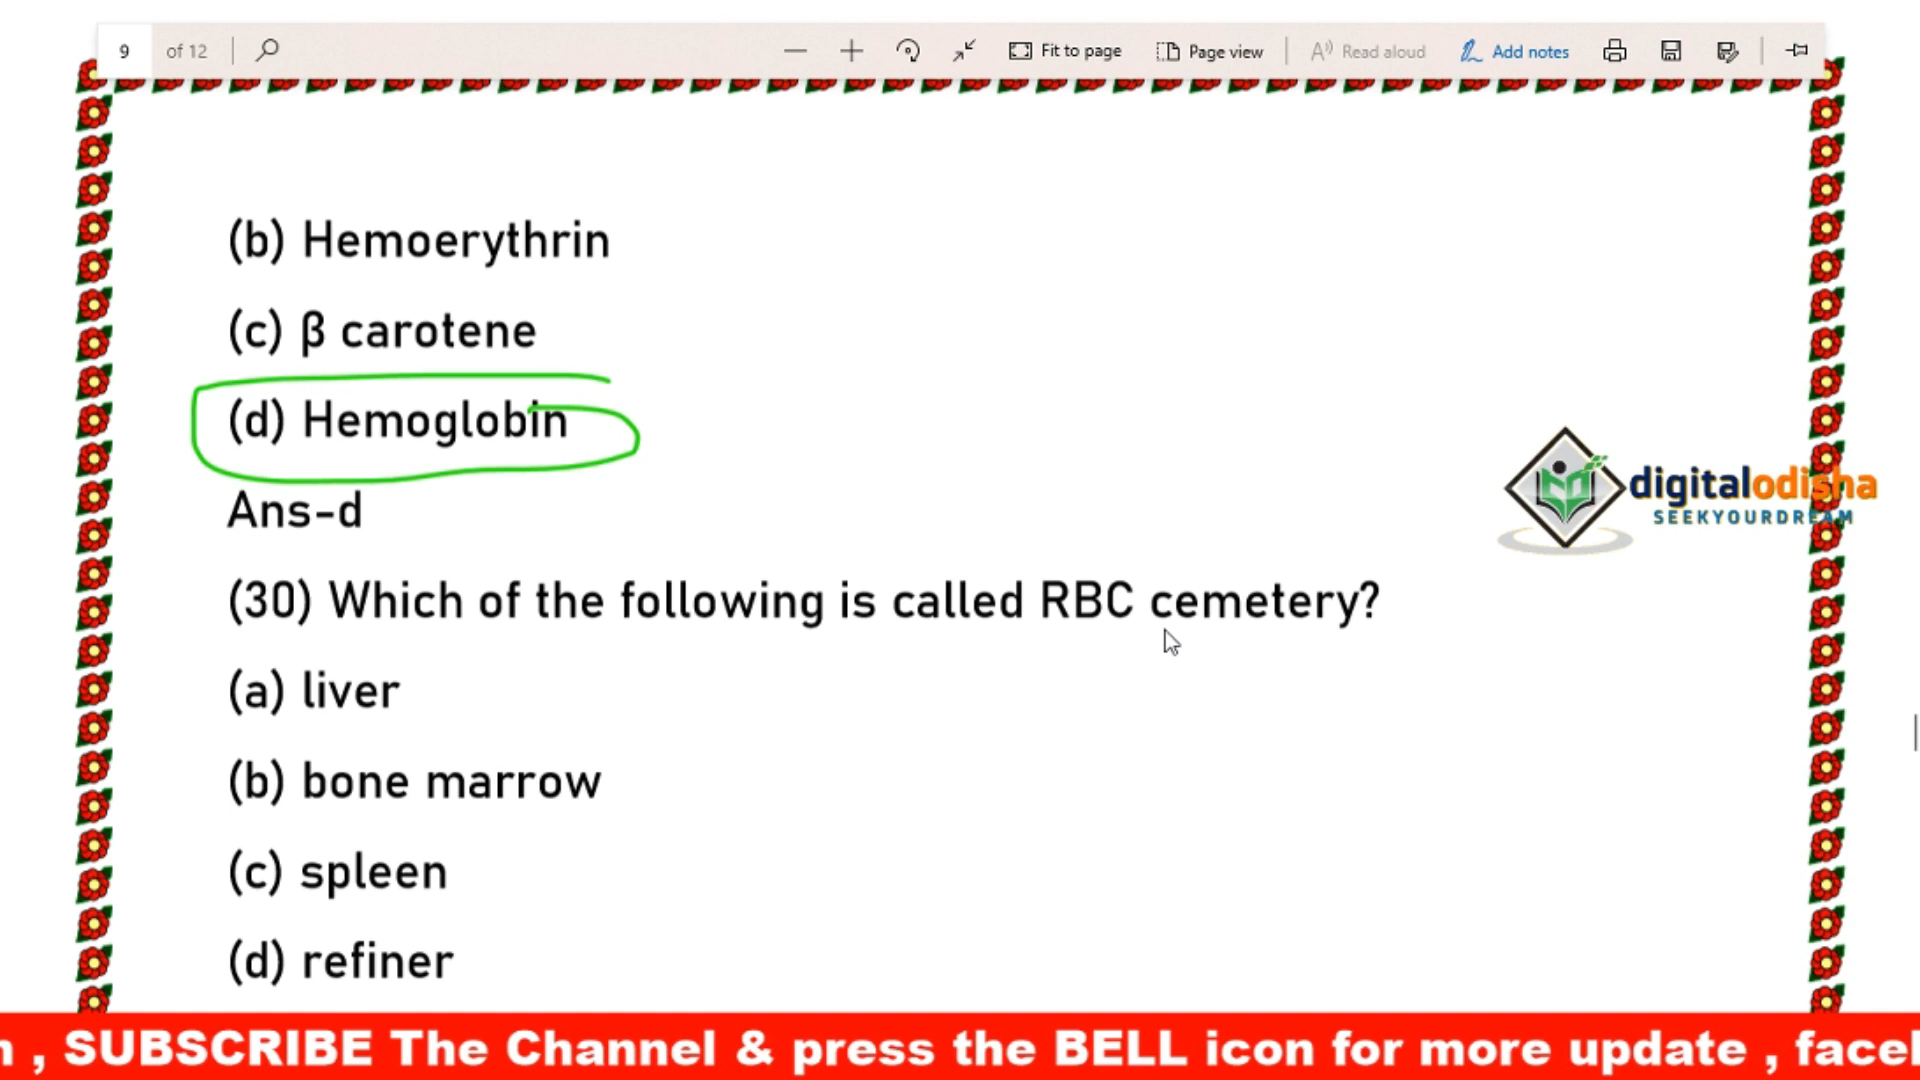 9 of 12 Fit to page Page view Read aloud Add notes
(b) Hemoerythrin
(c) β carotene
(d) Hemoglobin
digitalodisha
SEEKYOURDREAM
Ans-d
(30) Which of the following is called RBC cemetery?
(a) liver
(b) bone marrow
(c) spleen
(d) refiner
, SUBSCRIBE The Channel & press the BELL icon for more update ,